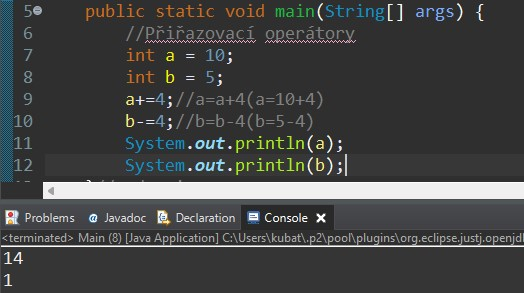 5 public static void main(String[] args) {
6 //Přiřazovací operátory
7 int a = 10;
8 int b = 5;
9 a+=4;//a=a+4(a=10+4)
10 b-=4;//b=b-4(b=5-4)
11 System.out.println(a);
12 System.out.println(b);
Problems @ Javadoc Declaration Console
<terminated> Main (8) [Java Application] C:\Users\kubat\.p2\pool\plugins\org.eclipse.justj.openjd
14
1